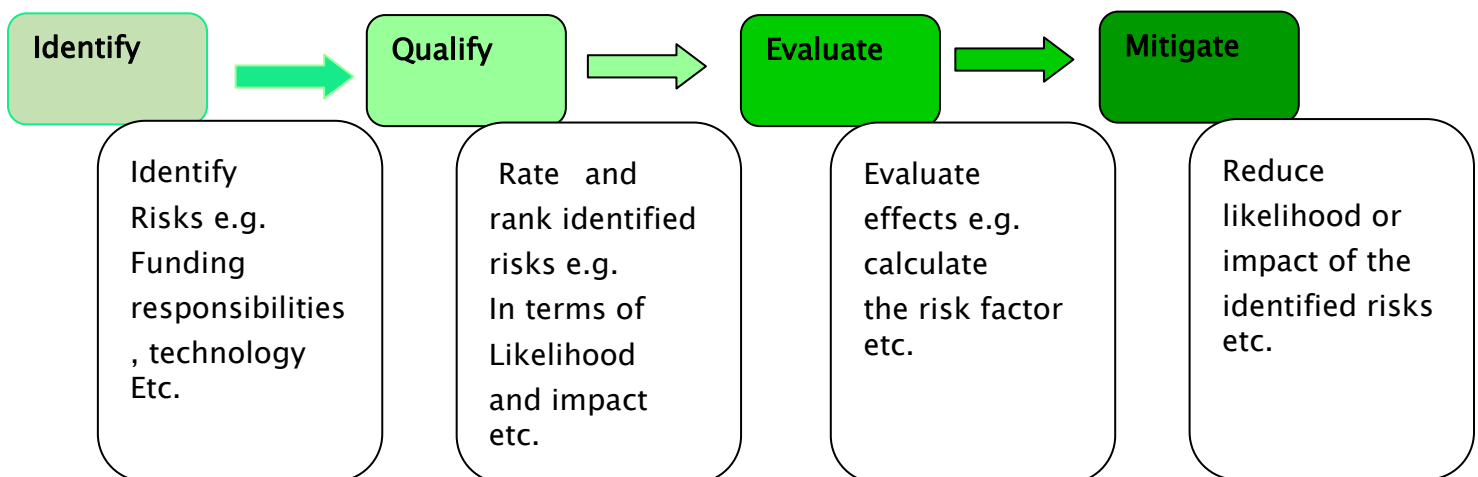 Identify
Identify
Risks e.g.
Funding
responsibilities
, technology
Etc.
Qualify
Rate and
rank identified
risks e.g.
In terms of
Likelihood
and impact
etc.
Evaluate
Evaluate
effects e.g.
calculate
the risk factor
etc.
Mitigate
Reduce
likelihood or
impact of the
identified risks
etc.